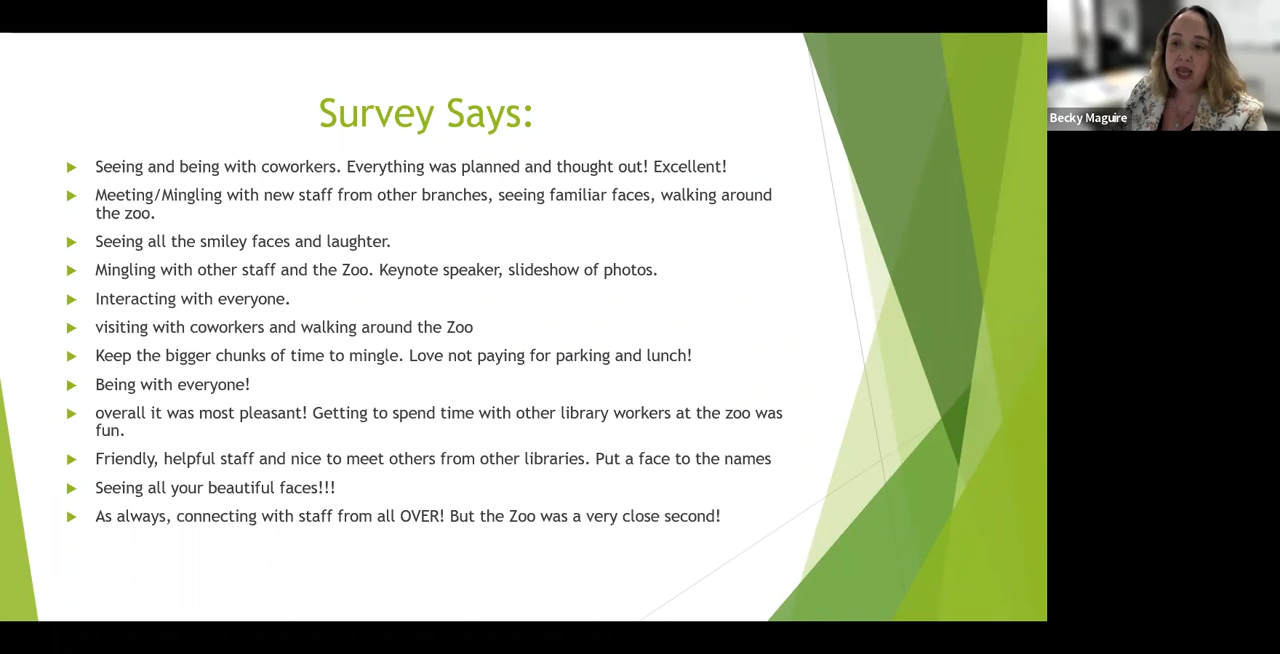 Survey Says:
Seeing and being with coworkers. Everything was planned and thought out! Excellent!
Meeting/Mingling with new staff from other branches, seeing familiar faces, walking around
the zoo.
Seeing all the smiley faces and laughter.
Mingling with other staff and the Zoo. Keynote speaker, slideshow of photos.
Interacting with everyone.
visiting with coworkers and walking around the Zoo
Keep the bigger chunks of time to mingle. Love not paying for parking and lunch!
Being with everyone!
overall it was most pleasant! Getting to spend time with other library workers at the zoo was
fun.
Friendly, helpful staff and nice to meet others from other libraries. Put a face to the names
Seeing all your beautiful faces!!!
As always, connecting with staff from all OVER! But the Zoo was a very close second!
Becky Maguire